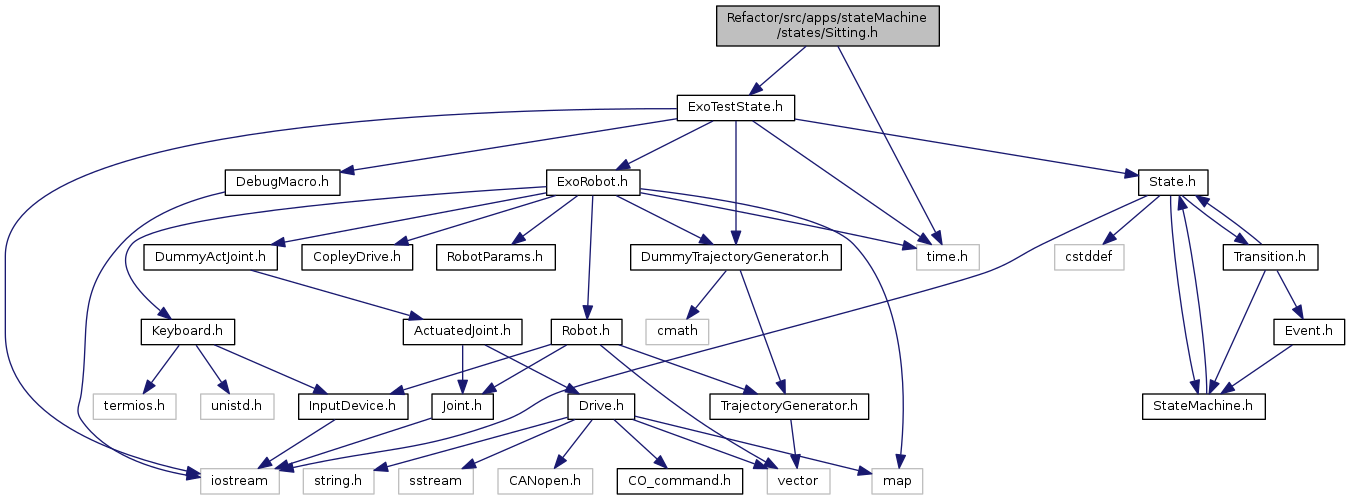 Refactor/src/apps/stateMachine
/states/Sitting.h
ExoTestState.h
DebugMacro.h
ExoRobot.h
State.h
DummyActJoint.h
CopleyDrive.h
RobotParams.h
DummyTrajectoryGenerator.h
time.h
cstddef
Transition.h
Keyboard.h
ActuatedJoint.h
Robot.h
cmath
Event.h
termios.h
unistd.h
InputDevice.h
Joint.h
Drive.h
TrajectoryGenerator.h
StateMachine.h
iostream
string.h
sstream
CANopen.h
CO_command.h
vector
map